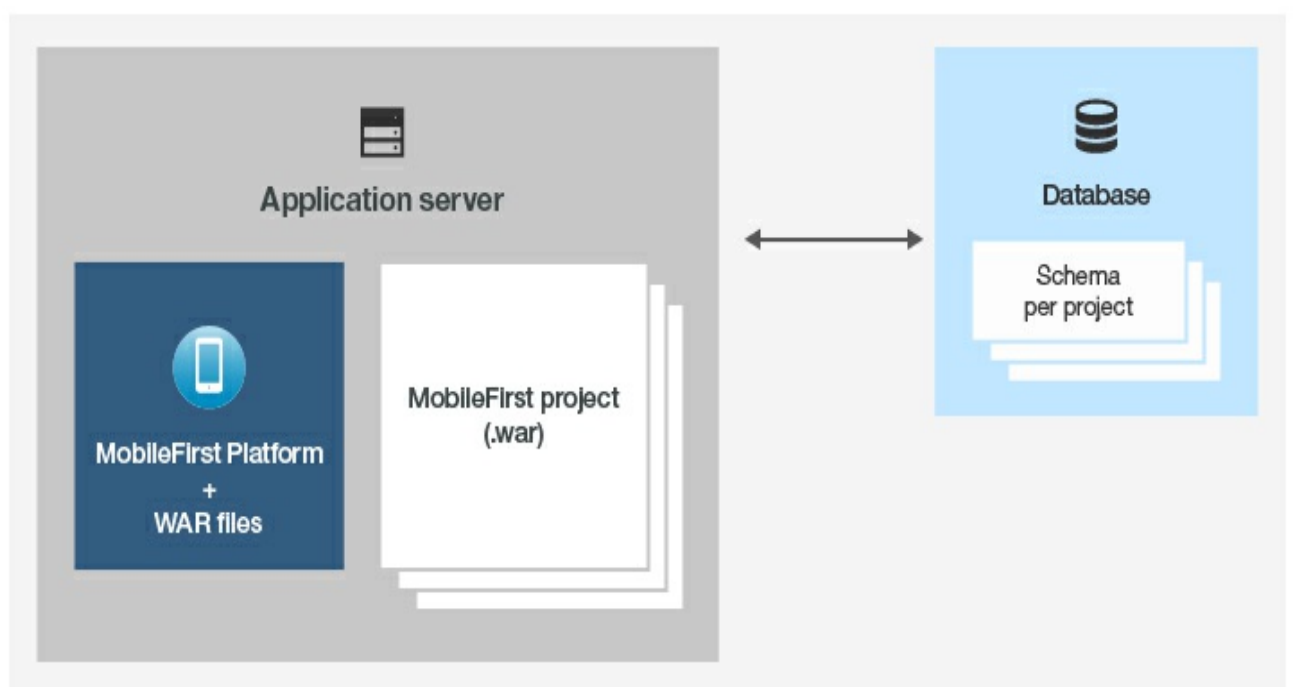 Application server
MobileFirst Platform
+
WAR files
MobileFirst project
(.war)
Database
Schema
per project